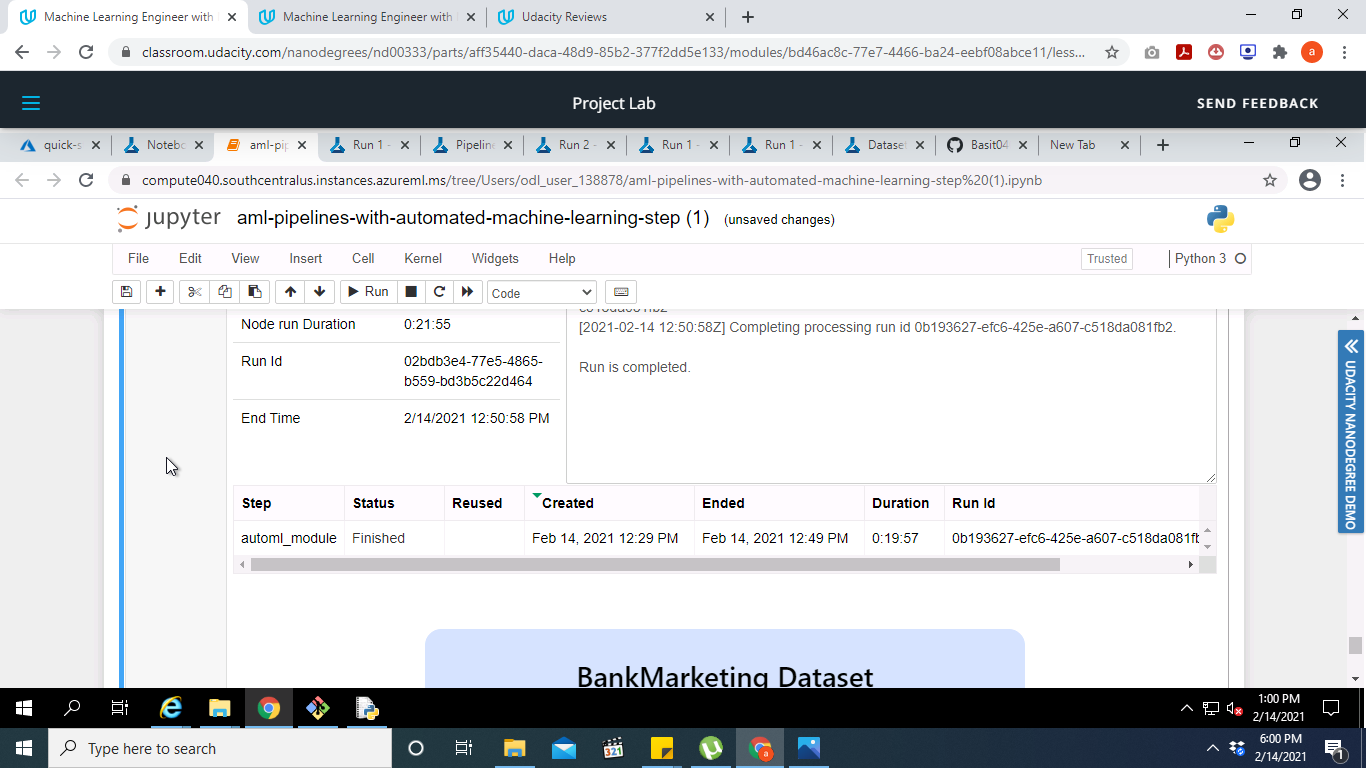 Machine Learning Engineer with
Machine Learning Engineer with
Udacity Reviews
classroom.udacity.com/nanodegrees/nd00333/parts/aff35440-daca-48d9-85b2-377f2dd5e133/modules/bd46ac8c-77e7-4466-ba24-eebf08abce11/less...
a
Project Lab
SEND FEEDBACK
quick-s
Notebo
aml-pip
Run 1 -
Pipeline
Run 2 -
Run 1 -
Run 1 -
Dataset
Basit04
New Tab
compute040.southcentralus.instances.azureml.ms/tree/Users/odl_user_138878/aml-pipelines-with-automated-machine-learning-step%20(1).ipynb
jupyter aml-pipelines-with-automated-machine-learning-step (1) (unsaved changes)
File Edit View Insert Cell Kernel Widgets Help
Trusted
Python 3
Run
Code
Node run Duration 0:21:55
[2021-02-14 12:50:58Z] Completing processing run id 0b193627-efc6-425e-a607-c518da081fb2.
Run Id 02bdb3e4-77e5-4865-
b559-bd3b5c22d464
Run is completed.
End Time 2/14/2021 12:50:58 PM
UDACITY NANODEGREE DEMO
Step Status Reused Created Ended Duration Run Id
automl_module Finished Feb 14, 2021 12:29 PM Feb 14, 2021 12:49 PM 0:19:57 0b193627-efc6-425e-a607-c518da081fb
BankMarketing Dataset
1:00 PM
2/14/2021
Type here to search
321
a
6:00 PM
2/14/2021
1